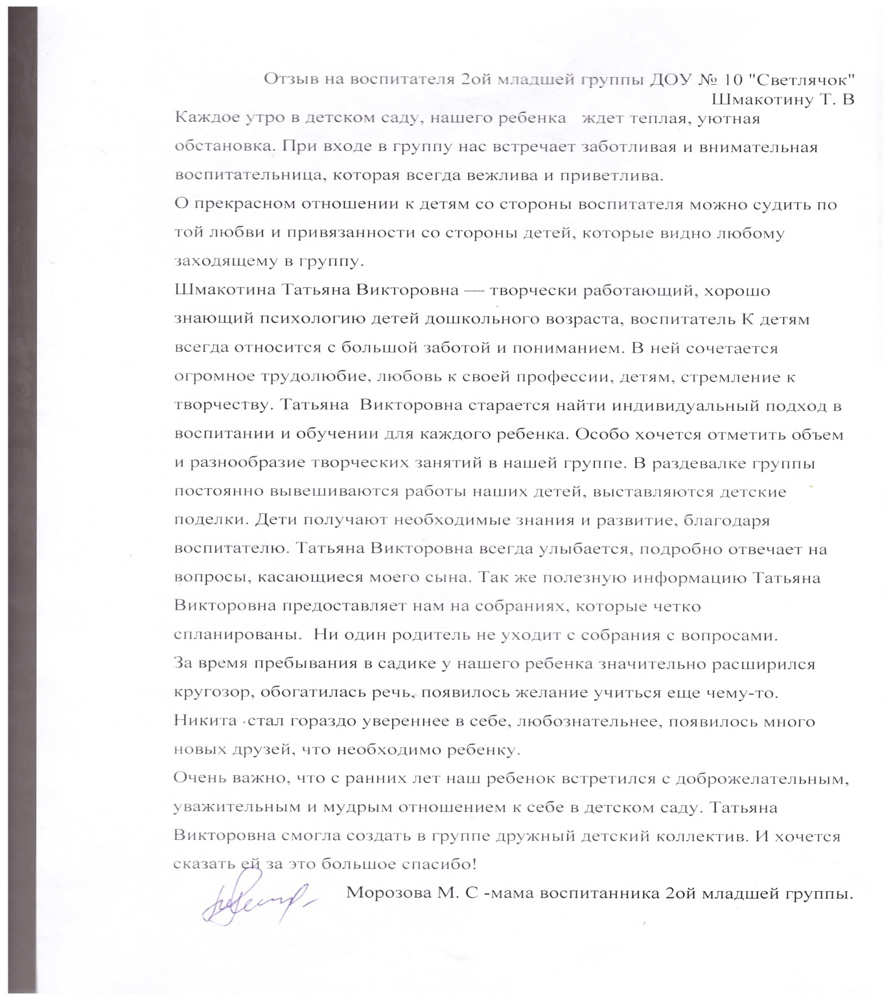 Отзыв на воспитателя 2ой младшей группы ДОУ № 10 "Светлячок"
Шмакотину Т. В
Каждое утро в детском саду, нашего ребенка ждет теплая, уютная
обстановка. При входе в группу нас встречает заботливая и внимательная
воспитательница, которая всегда вежлива и приветлива.
О прекрасном отношении к детям со стороны воспитателя можно судить по
той любви и привязанности со стороны детей, которые видно любому
заходящему в группу.
Шмакотина Татьяна Викторовна — творчески работающий, хорошо
знающий психологию детей дошкольного возраста, воспитатель К детям
всегда относится с большой заботой и пониманием. В ней сочетается
огромное трудолюбие, любовь к своей профессии, детям, стремление к
творчеству. Татьяна Викторовна старается найти индивидуальный подход в
воспитании и обучении для каждого ребенка. Особо хочется отметить объем
и разнообразие творческих занятий в нашей группе. В раздевалке группы
постоянно вывешиваются работы наших детей, выставляются детские
поделки. Дети получают необходимые знания и развитие, благодаря
воспитателю. Татьяна Викторовна всегда улыбается, подробно отвечает на
вопросы, касающиеся моего сына. Так же полезную информацию Татьяна
Викторовна предоставляет нам на собраниях, которые четко
спланированы. Ни один родитель не уходит с собрания с вопросами.
За время пребывания в садике у нашего ребенка значительно расширился
кругозор, обогатилась речь, появилось желание учиться еще чему-то.
Никита стал гораздо увереннее в себе, любознательнее, появилось много
новых друзей, что необходимо ребенку.
Очень важно, что с ранних лет наш ребенок встретился с доброжелательным,
уважительным и мудрым отношением к себе в детском саду. Татьяна
Викторовна смогла создать в группе дружный детский коллектив. И хочется
сказать ей за это большое спасибо!
Морозова М. С -мама воспитанника 2ой младшей группы.